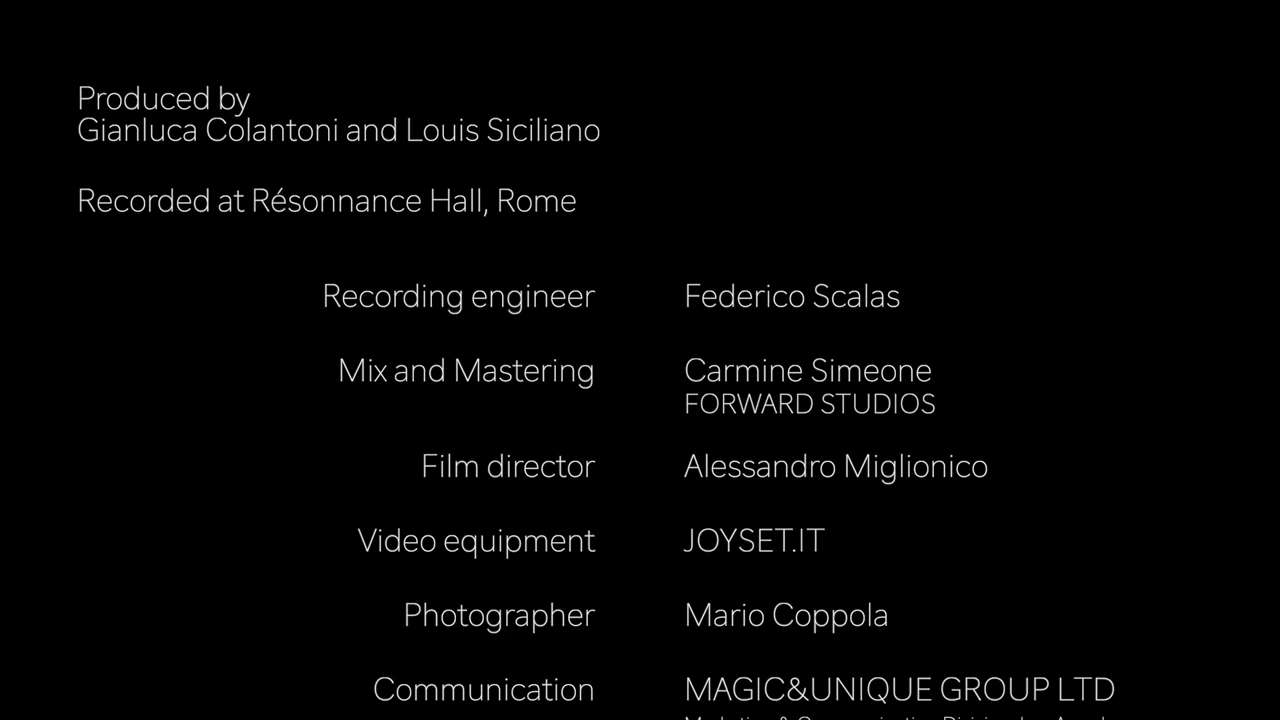 Produced by
Gianluca Colantoni and Louis Siciliano
Recorded at Résonnance Hall, Rome
Recording engineer Federico Scalas
Mix and Mastering Carmine Simeone
FORWARD STUDIOS
Film director Alessandro Miglionico
Video equipment JOYSET.IT
Photographer Mario Coppola
Communication MAGIC&UNIQUE GROUP LTD